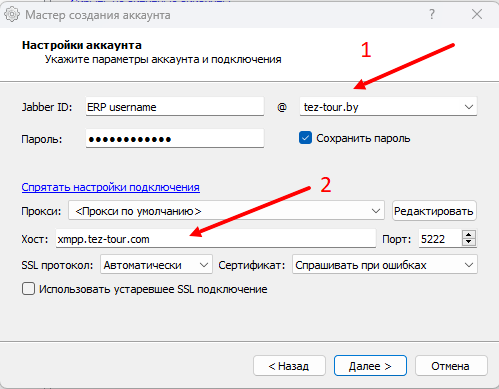 Мастер создания аккаунта ?
Настройки аккаунта
Укажите параметры аккаунта и подключения
1
Jabber ID: ERP username @ tez-tour.by
Пароль: ●●●●●●●●●●●● Сохранить пароль
Спрятать настройки подключения
2
Прокси: <Прокси по умолчанию> Редактировать
Хост: xmpp.tez-tour.com Порт: 5222
SSL протокол: Автоматически Сертификат: Спрашивать при ошибках
Использовать устаревшее SSL подключение
< Назад Далее > Отмена